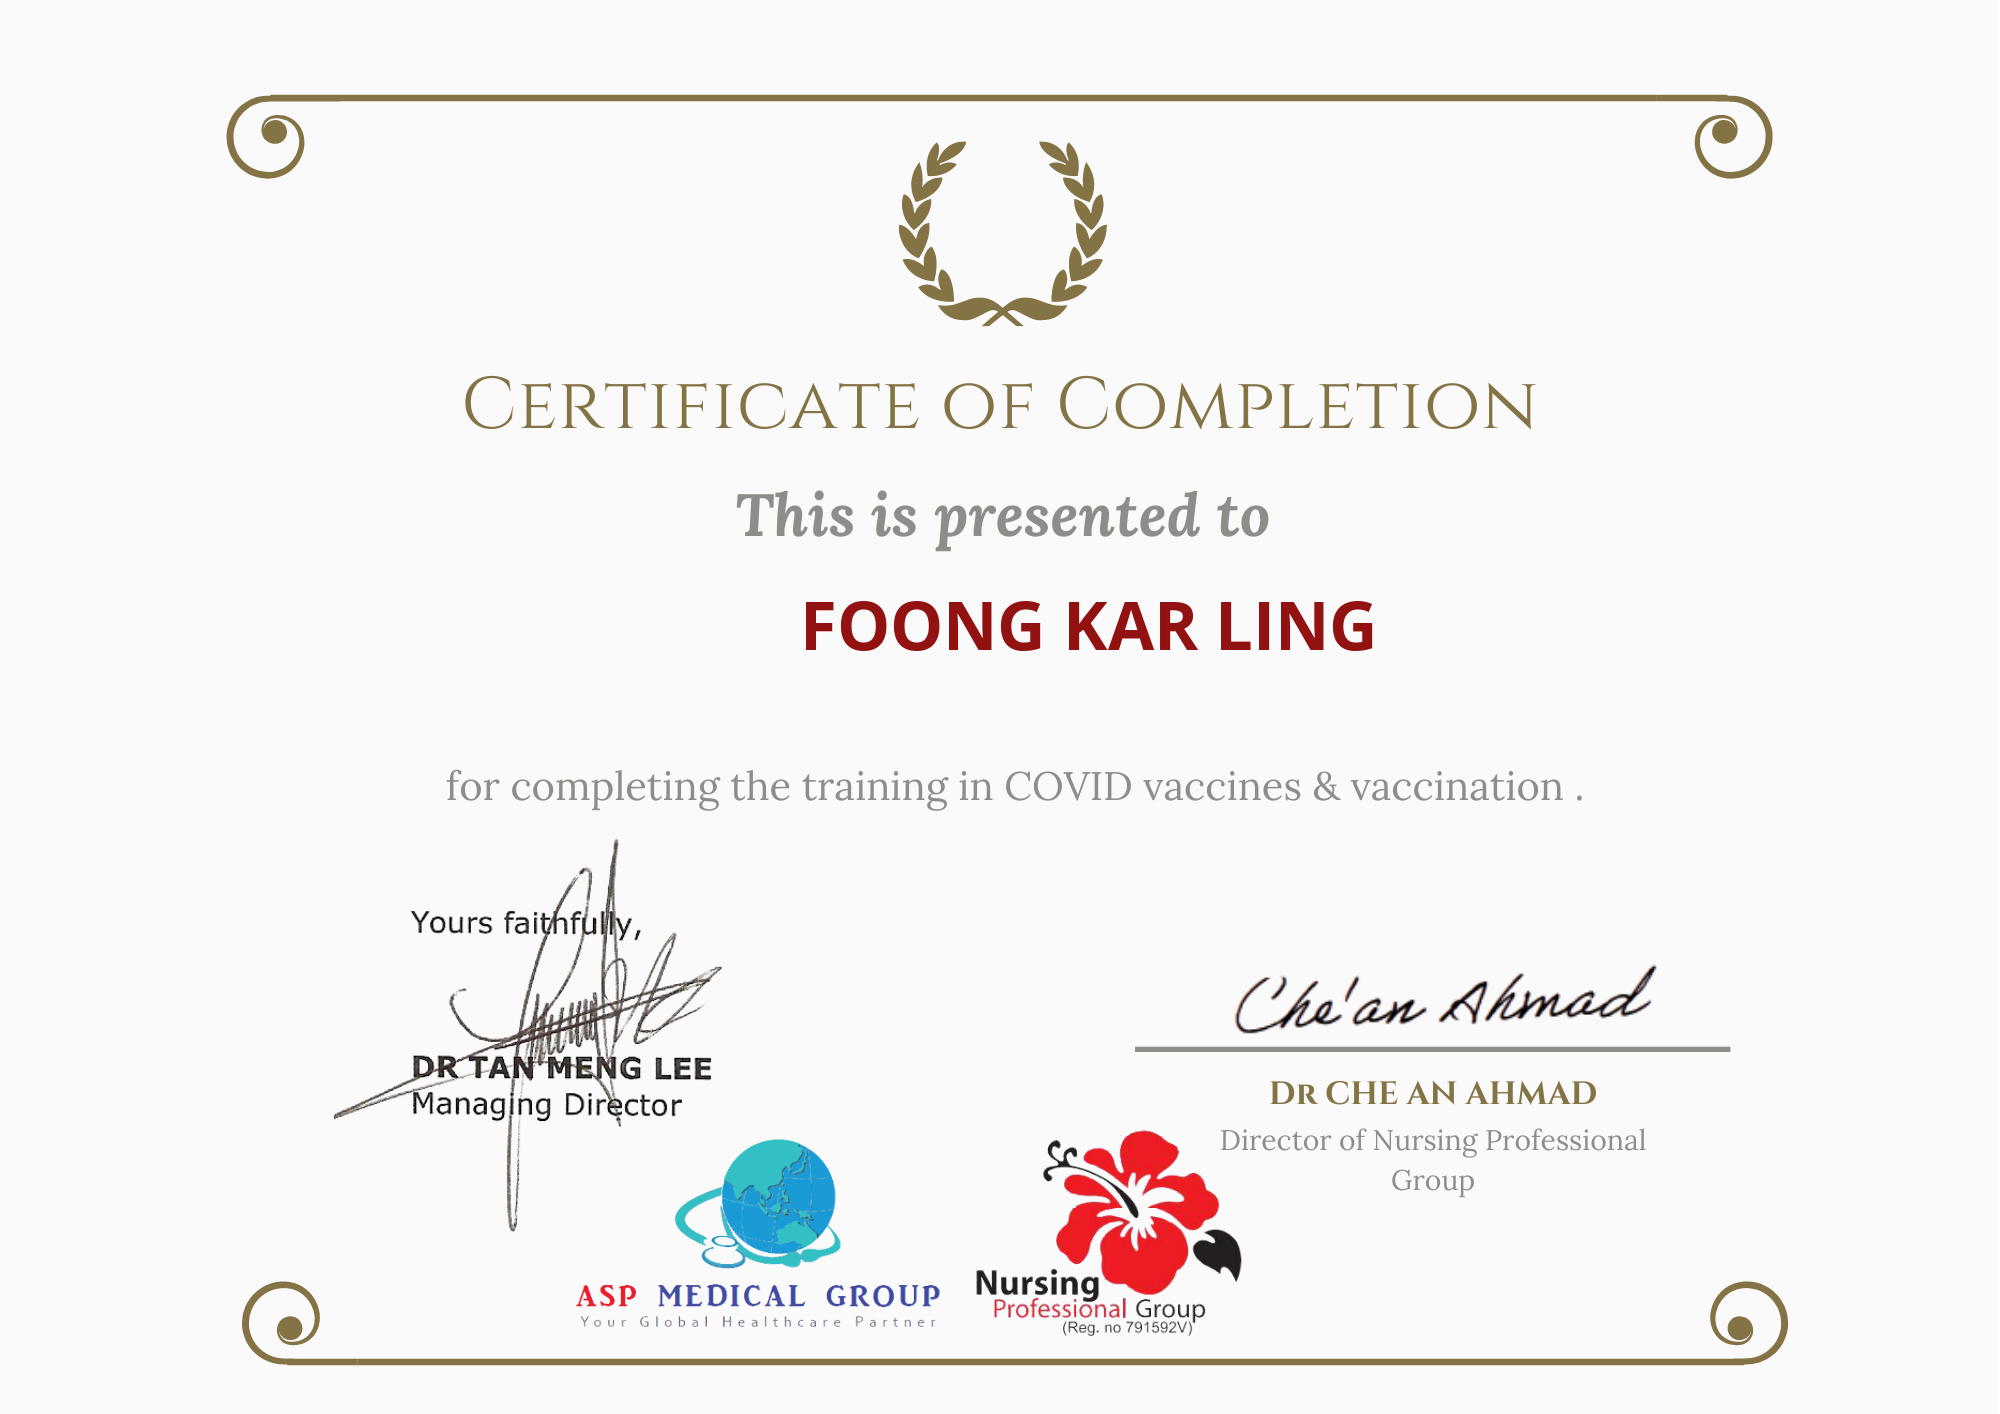 CERTIFICATE OF COMPLETION
This is presented to
FOONG KAR LING
for completing the training in COVID vaccines & vaccination .
Yours faithfully,
DR TAN MENG LEE
Managing Director
Che'an Ahmad
DR CHE AN AHMAD
Director of Nursing Professional
Group
ASP MEDICAL GROUP
Your Global Healthcare Partner
Nursing
Professional Group
(Reg. no 791592V)